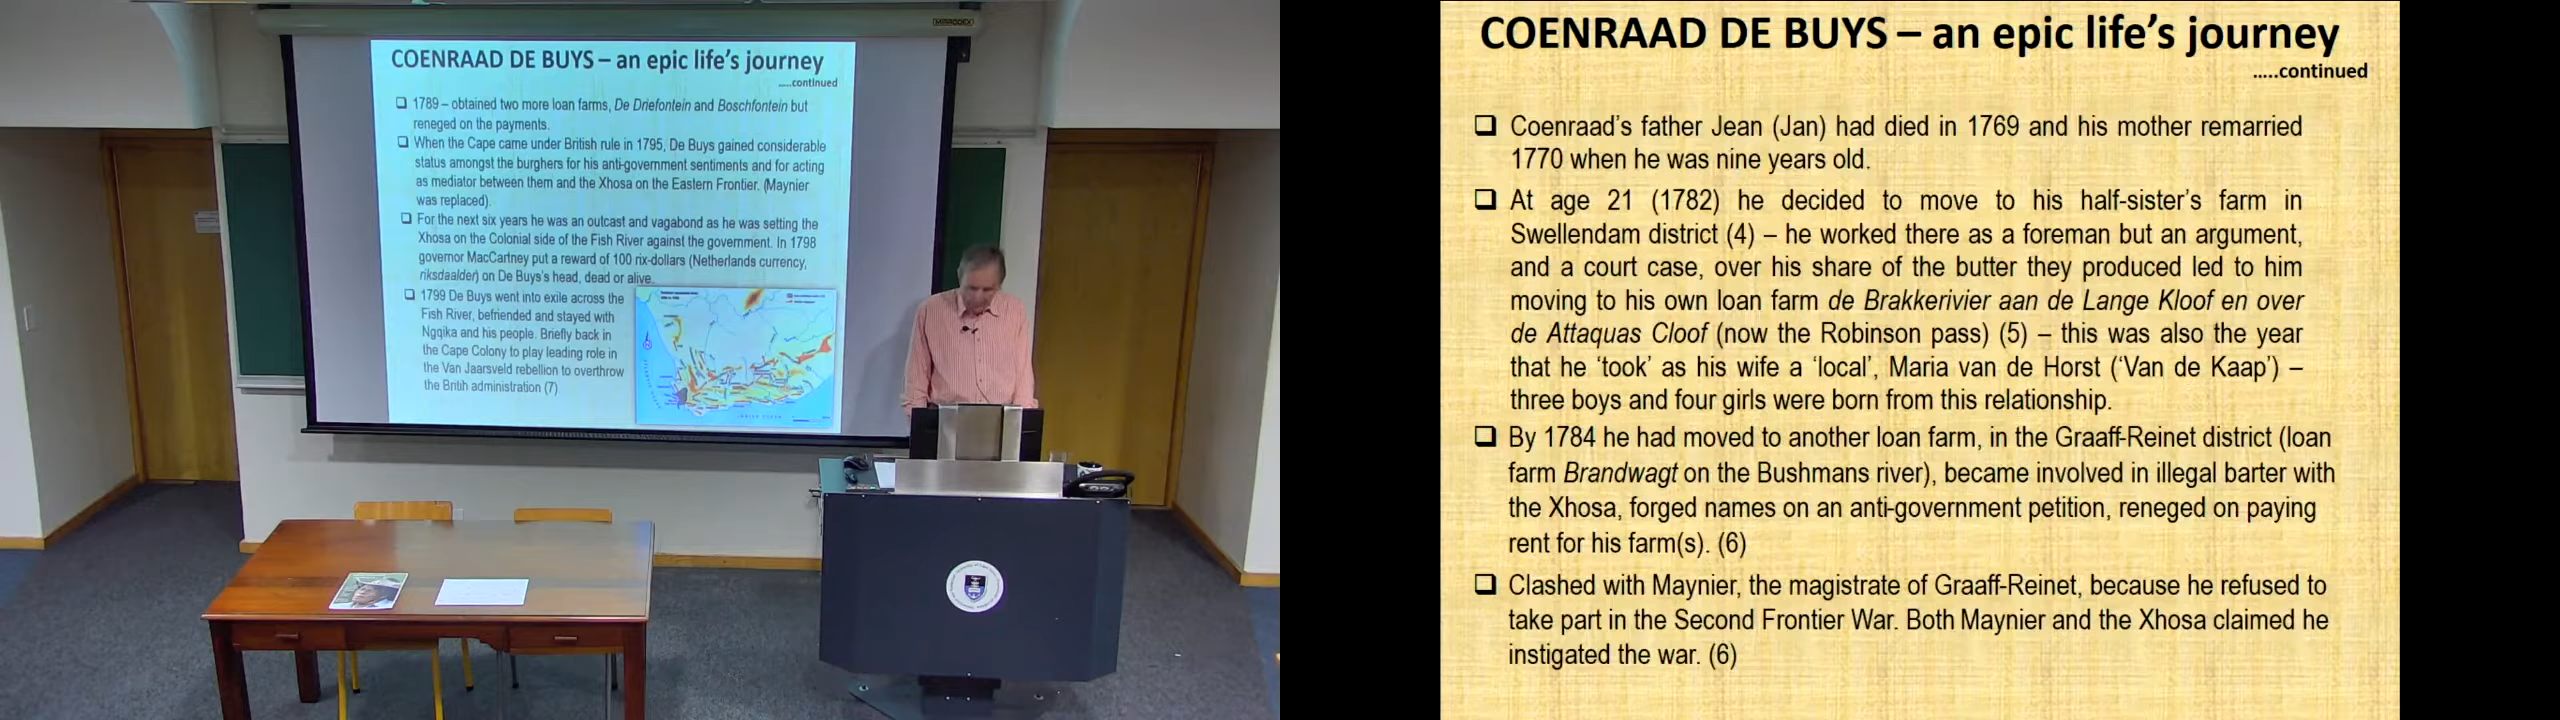 COENRAAD DE BUYS – an epic life's journey
.....continued
❑ 1789 – obtained two more loan farms, De Driefontein and Boschfontein but
reneged on the payments.
❑ When the Cape came under British rule in 1795, De Buys gained considerable
status amongst the burghers for his anti-government sentiments and for acting
as mediator between them and the Xhosa on the Eastern Frontier. (Maynier
was replaced).
❑ For the next six years he was an outcast and vagabond as he was setting the
Xhosa on the Colonial side of the Fish River against the government. In 1798
governor MacCartney put a reward of 100 rix-dollars (Netherlands currency,
riksdaalder) on De Buys's head, dead or alive.
❑ 1799 De Buys went into exile across the
Fish River, befriended and stayed with
Ngqika and his people. Briefly back in
the Cape Colony to play leading role in
the Van Jaarsveld rebellion to overthrow
the Britih administration (7)
COENRAAD DE BUYS – an epic life's journey
.....continued
❑ Coenraad's father Jean (Jan) had died in 1769 and his mother remarried
1770 when he was nine years old.
❑ At age 21 (1782) he decided to move to his half-sister's farm in
Swellendam district (4) – he worked there as a foreman but an argument,
and a court case, over his share of the butter they produced led to him
moving to his own loan farm de Brakkerivier aan de Lange Kloof en over
de Attaquas Cloof (now the Robinson pass) (5) – this was also the year
that he 'took' as his wife a 'local', Maria van de Horst ('Van de Kaap') –
three boys and four girls were born from this relationship.
❑ By 1784 he had moved to another loan farm, in the Graaff-Reinet district (loan
farm Brandwagt on the Bushmans river), became involved in illegal barter with
the Xhosa, forged names on an anti-government petition, reneged on paying
rent for his farm(s). (6)
❑ Clashed with Maynier, the magistrate of Graaff-Reinet, because he refused to
take part in the Second Frontier War. Both Maynier and the Xhosa claimed he
instigated the war. (6)